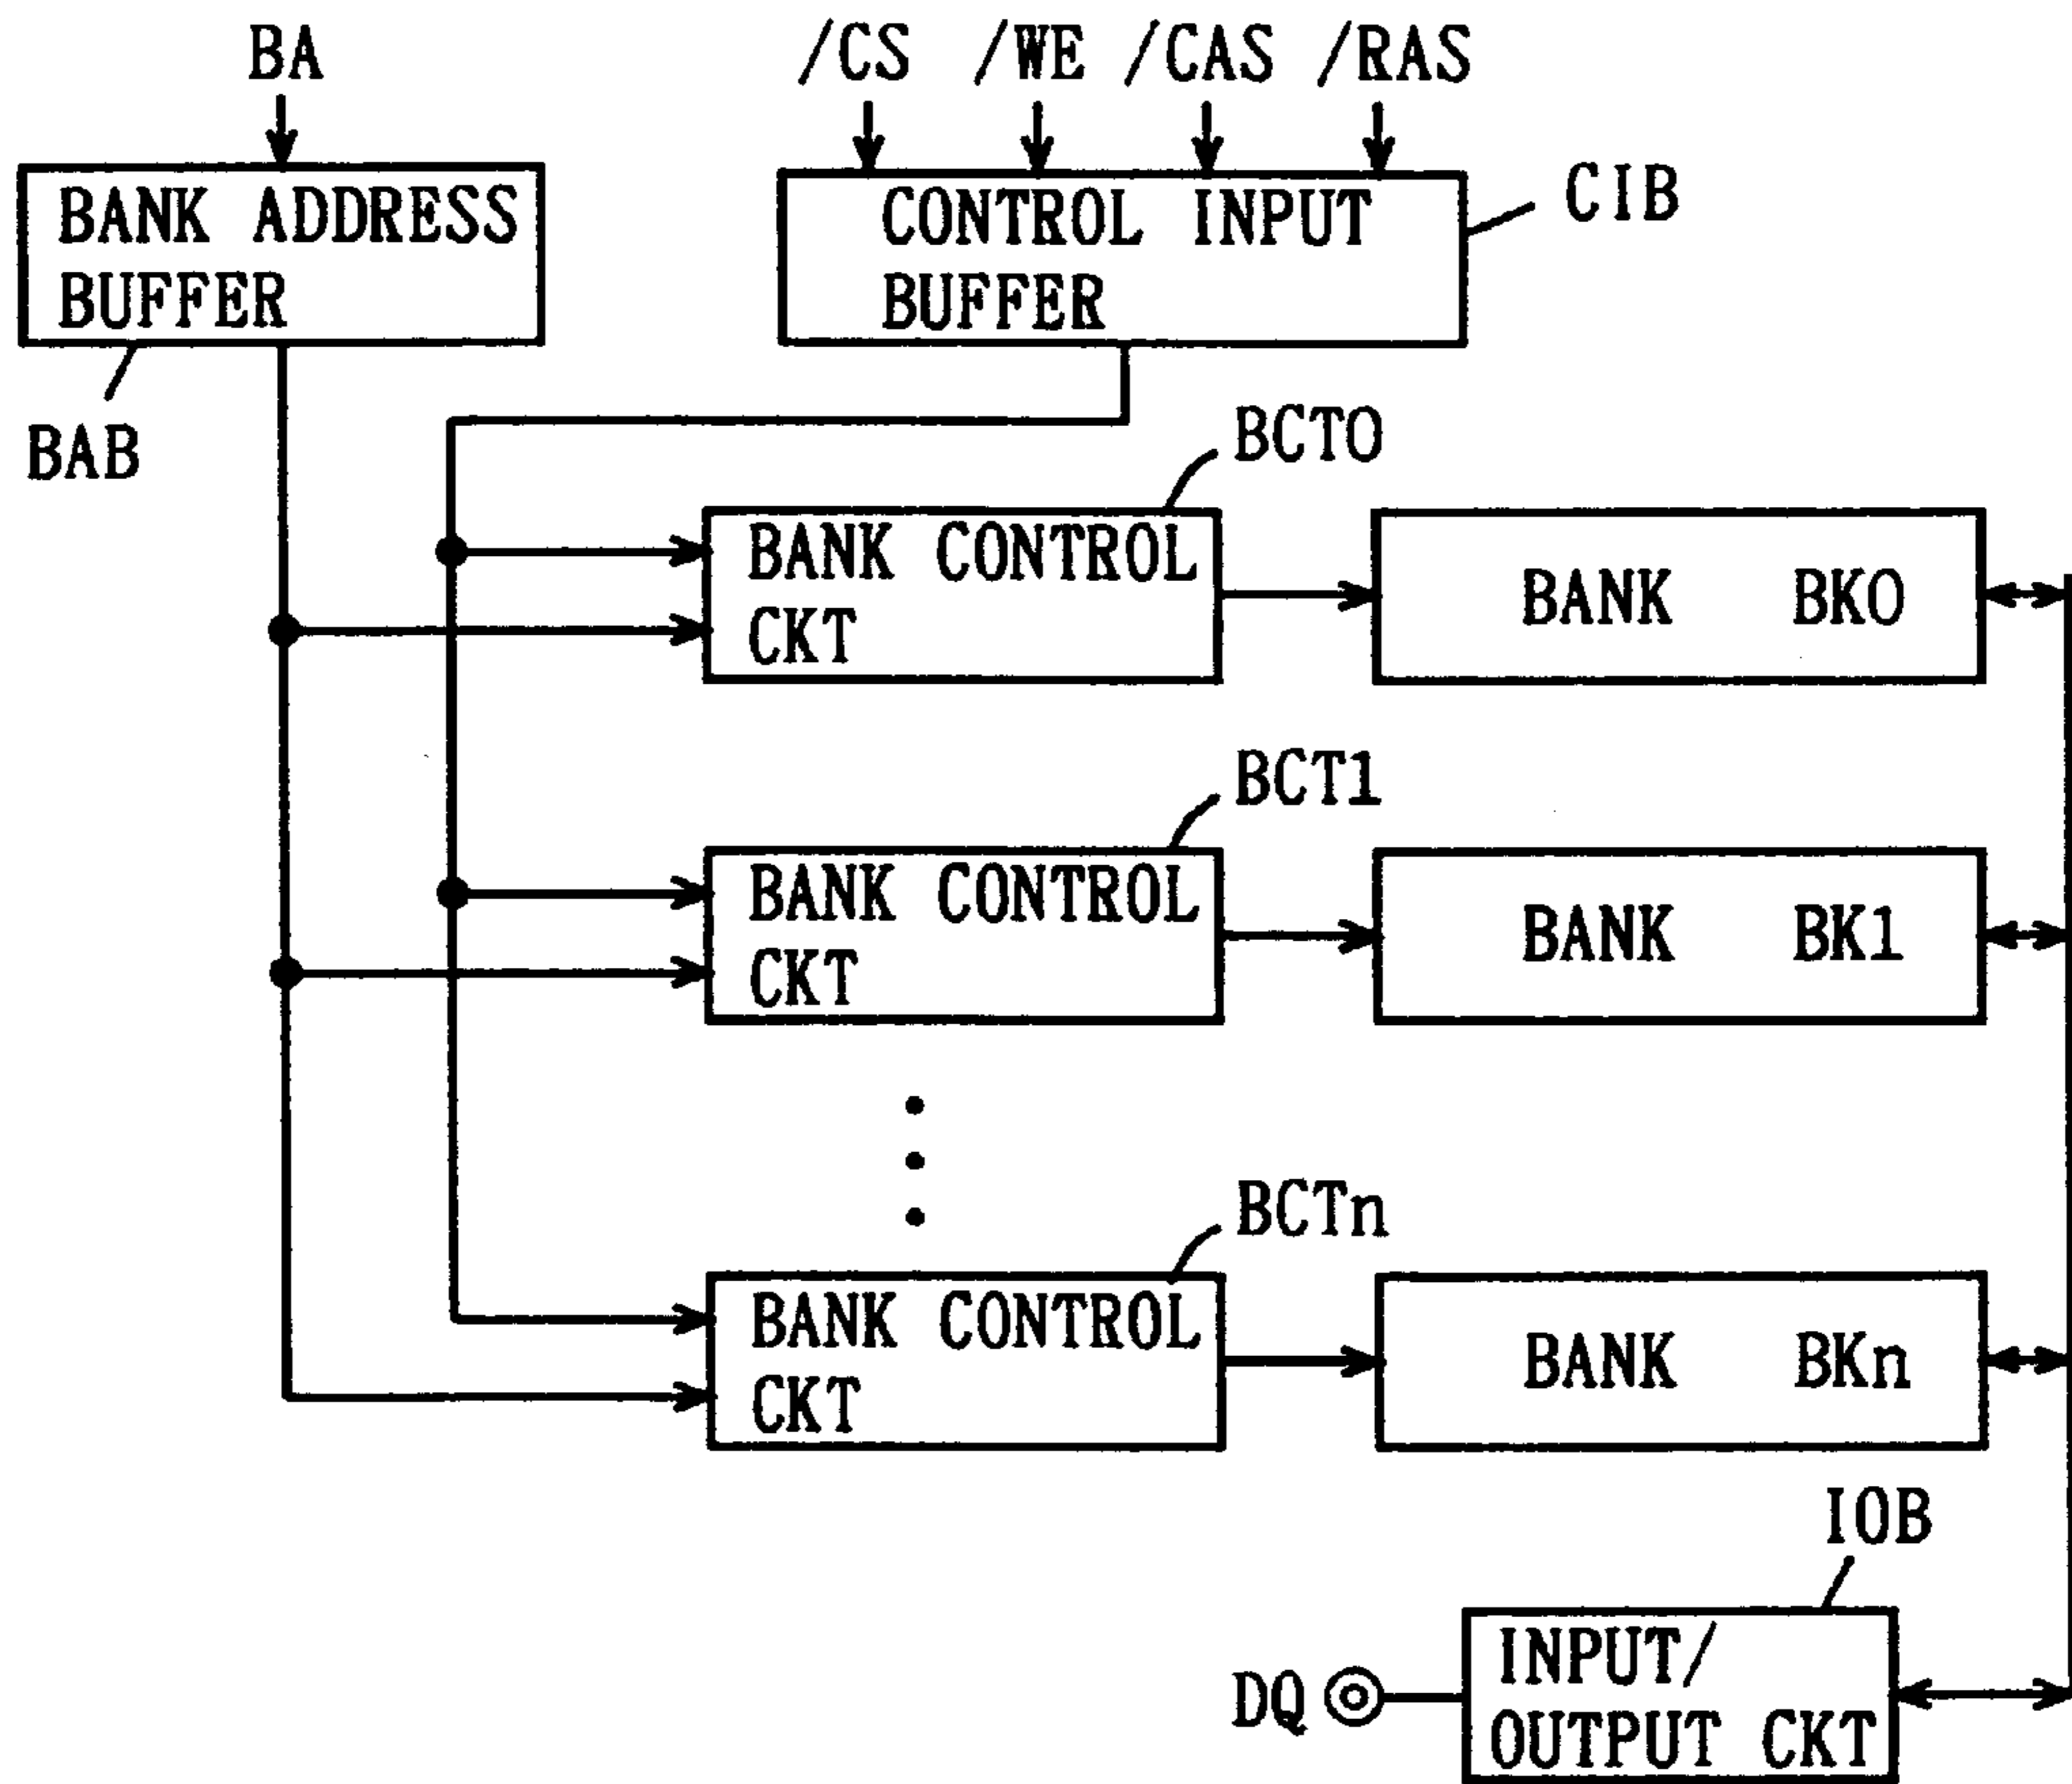 BA
/CS /WE /CAS /RAS
BANK ADDRESS
BUFFER
CONTROL INPUT
BUFFER
CIB
BAB
BCT0
BANK CONTROL
CKT
BANK BK0
BCT1
BANK CONTROL
CKT
BANK BK1
BCTn
BANK CONTROL
CKT
BANK BKn
IOB
DQ
INPUT/
OUTPUT CKT